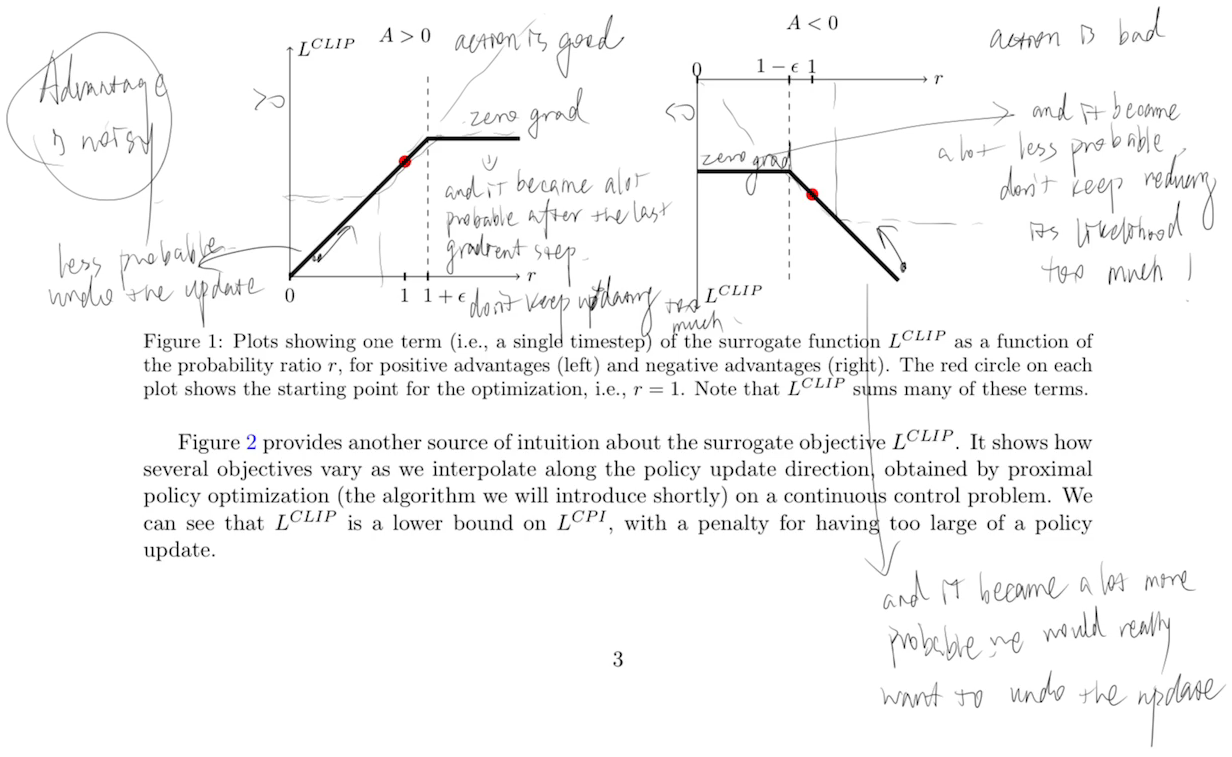 L^{CLIP}
A > 0
action is good
Advantage
is noisy
> 0
zero grad
and it became a lot
probable after the last
gradient step
don't keep updating too
much
less probable
undo the update
0
1
1 + ϵ
r
A < 0
action is bad
0
1 − ϵ
1
r
< 0
zero grad
and it became
a lot less probable,
don't keep reducing
its likelihood
too much !
L^{CLIP}
Figure 1: Plots showing one term (i.e., a single timestep) of the surrogate function L^{CLIP} as a function of
the probability ratio r, for positive advantages (left) and negative advantages (right). The red circle on each
plot shows the starting point for the optimization, i.e., r = 1. Note that L^{CLIP} sums many of these terms.
Figure 2 provides another source of intuition about the surrogate objective L^{CLIP}. It shows how
several objectives vary as we interpolate along the policy update direction, obtained by proximal
policy optimization (the algorithm we will introduce shortly) on a continuous control problem. We
can see that L^{CLIP} is a lower bound on L^{CPI}, with a penalty for having too large of a policy
update.
and it became a lot more
probable, we would really
want to undo the update
3